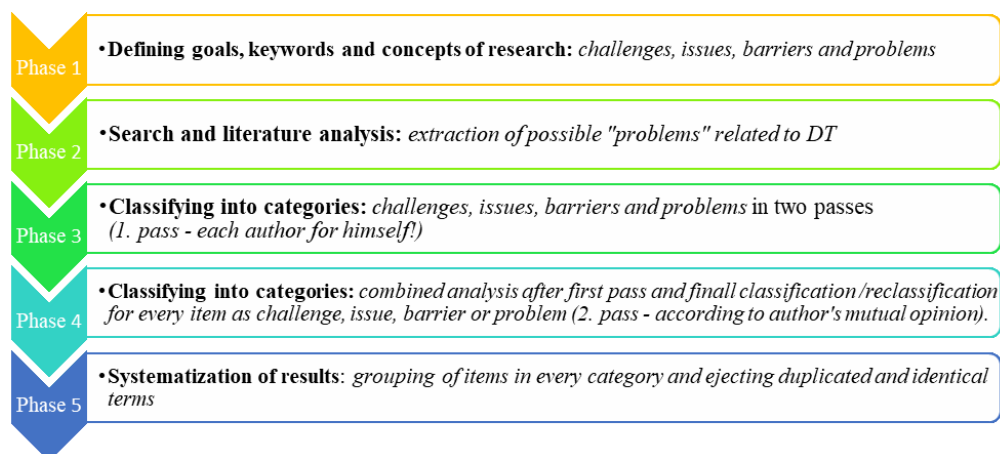 Phase 1
•Defining goals, keywords and concepts of research: challenges, issues, barriers and problems
Phase 2
•Search and literature analysis: extraction of possible "problems" related to DT
Phase 3
•Classifying into categories: challenges, issues, barriers and problems in two passes
(1. pass - each author for himself!)
Phase 4
•Classifying into categories: combined analysis after first pass and finall classification/reclassification
for every item as challenge, issue, barrier or problem (2. pass - according to author's mutual opinion).
Phase 5
•Systematization of results: grouping of items in every category and ejecting duplicated and identical
terms